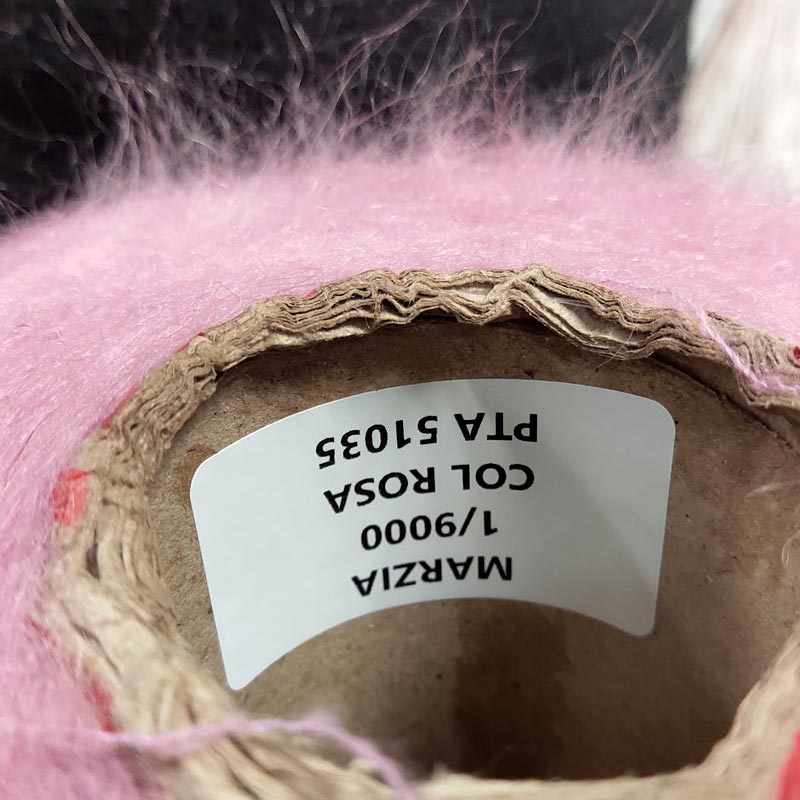 MARZIA
1/9000
COL ROSA
PTA 51035